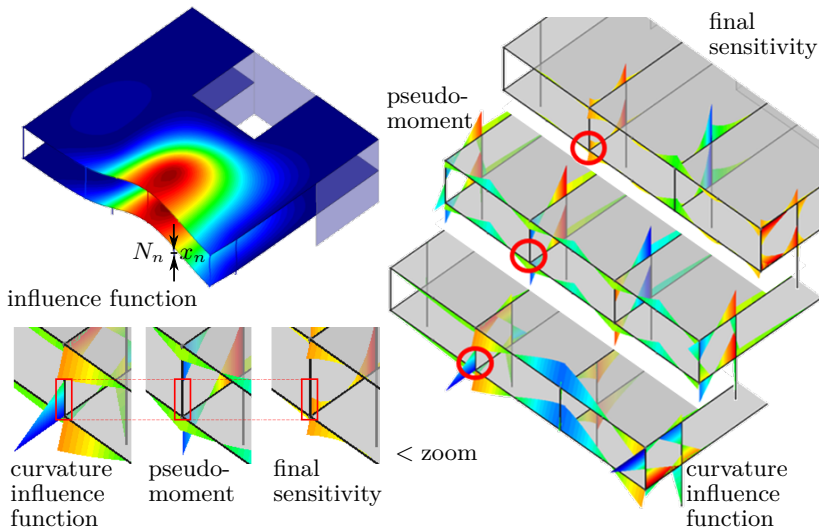 final
sensitivity
pseudo-
moment
N_n
x_n
influence function
< zoom
curvature
influence
function
pseudo-
moment
final
sensitivity
curvature
influence
function